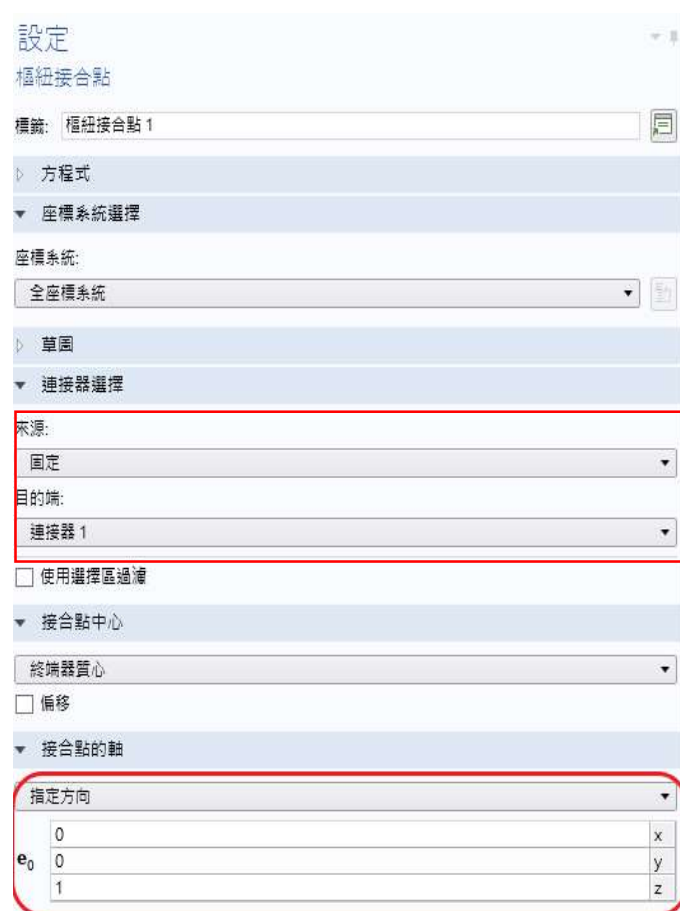 設定
樞紐接合點
標籤: 樞紐接合點 1
方程式
座標系統選擇
座標系統:
全座標系統
草圖
連接器選擇
來源:
固定
目的端:
連接器 1
使用選擇區過濾
接合點中心
終端器質心
偏移
接合點的軸
指定方向
0 x
e0 0 y
1 z